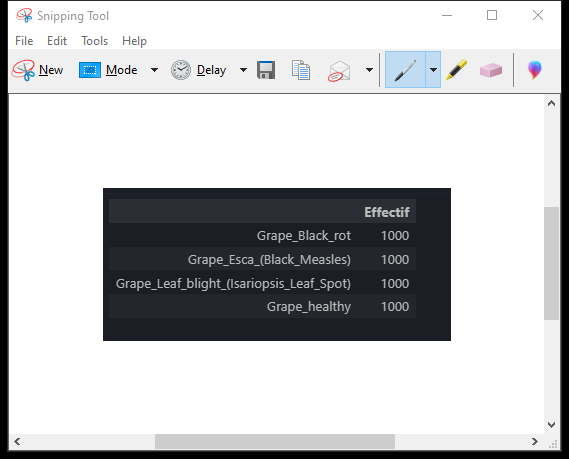 Snipping Tool
File Edit Tools Help
New Mode Delay
Effectif
Grape_Black_rot 1000
Grape_Esca_(Black_Measles) 1000
Grape_Leaf_blight_(Isariopsis_Leaf_Spot) 1000
Grape_healthy 1000